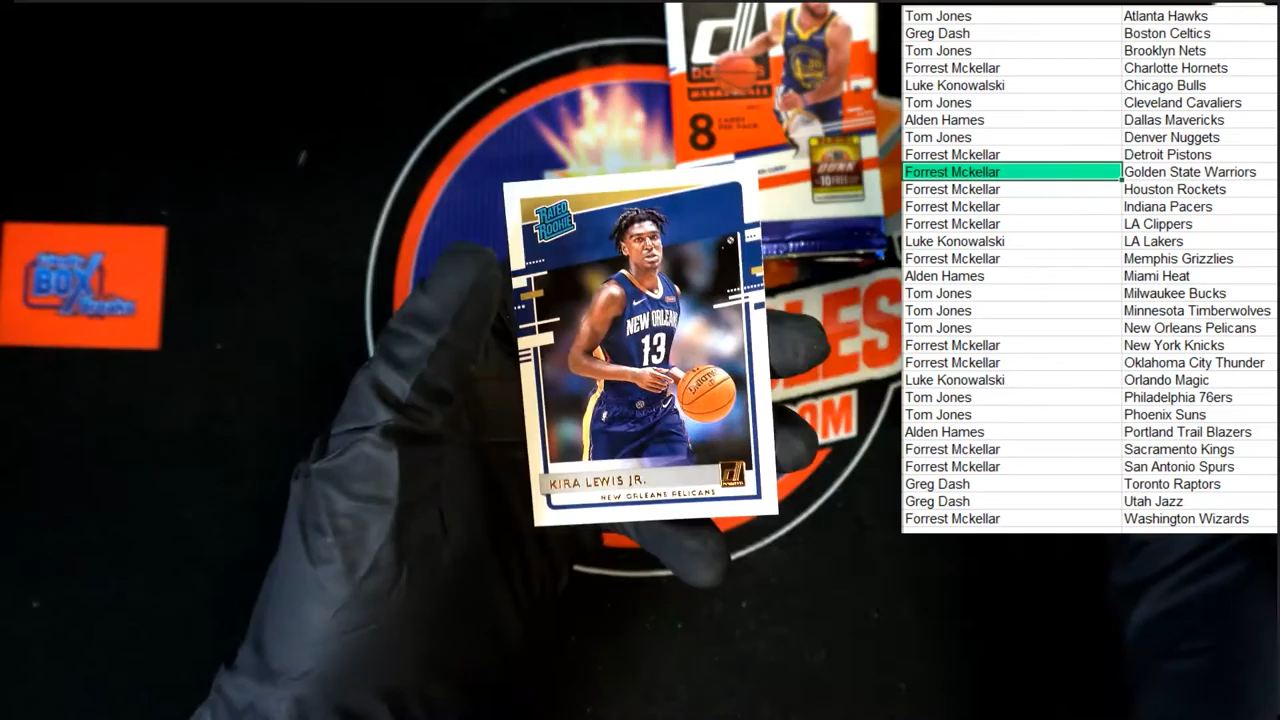 Tom Jones Atlanta Hawks
Greg Dash Boston Celtics
Tom Jones Brooklyn Nets
Forrest Mckellar Charlotte Hornets
Luke Konowalski Chicago Bulls
Tom Jones Cleveland Cavaliers
Alden Hames Dallas Mavericks
Tom Jones Denver Nuggets
Forrest Mckellar Detroit Pistons
Forrest Mckellar Golden State Warriors
Forrest Mckellar Houston Rockets
Forrest Mckellar Indiana Pacers
Forrest Mckellar LA Clippers
Luke Konowalski LA Lakers
Forrest Mckellar Memphis Grizzlies
Alden Hames Miami Heat
Tom Jones Milwaukee Bucks
Tom Jones Minnesota Timberwolves
Tom Jones New Orleans Pelicans
Forrest Mckellar New York Knicks
Forrest Mckellar Oklahoma City Thunder
Luke Konowalski Orlando Magic
Tom Jones Philadelphia 76ers
Tom Jones Phoenix Suns
Alden Hames Portland Trail Blazers
Forrest Mckellar Sacramento Kings
Forrest Mckellar San Antonio Spurs
Greg Dash Toronto Raptors
Greg Dash Utah Jazz
Forrest Mckellar Washington Wizards
8 CARDS
PER PACK
RATED
ROOKIE
NEW ORLEANS
13
SPALDING
KIRA LEWIS JR.
NEW ORLEANS PELICANS
BOX
LES
OM